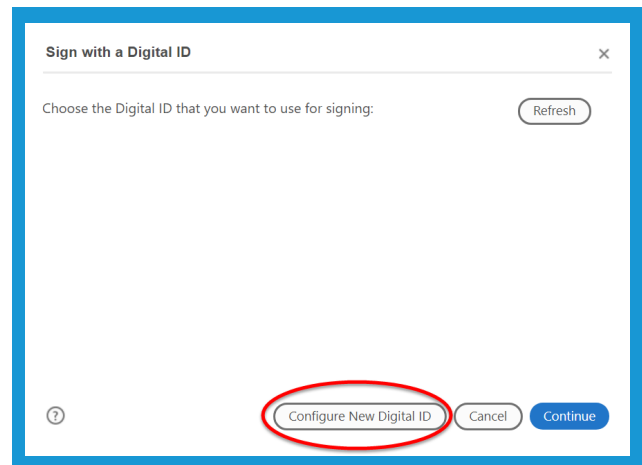 Sign with a Digital ID
Choose the Digital ID that you want to use for signing:
Refresh
Configure New Digital ID
Cancel
Continue